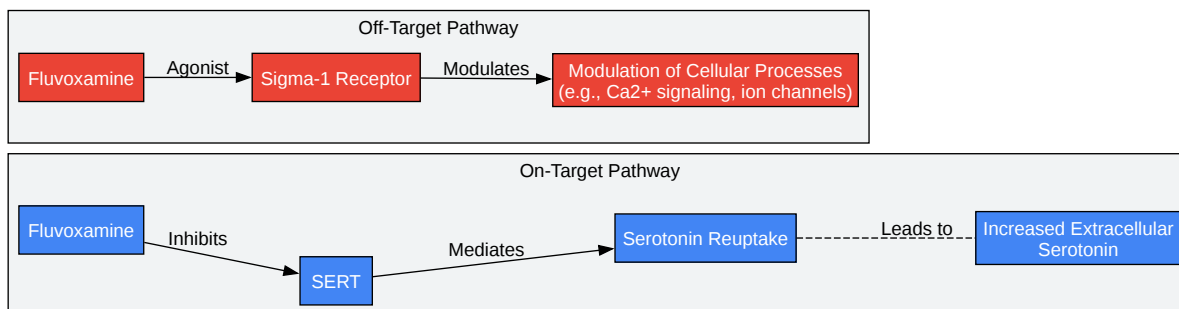 Off-Target Pathway
Fluvoxamine
Agonist
Sigma-1 Receptor
Modulates
Modulation of Cellular Processes
(e.g., Ca2+ signaling, ion channels)
On-Target Pathway
Fluvoxamine
Inhibits
SERT
Mediates
Serotonin Reuptake
Leads to
Increased Extracellular
Serotonin